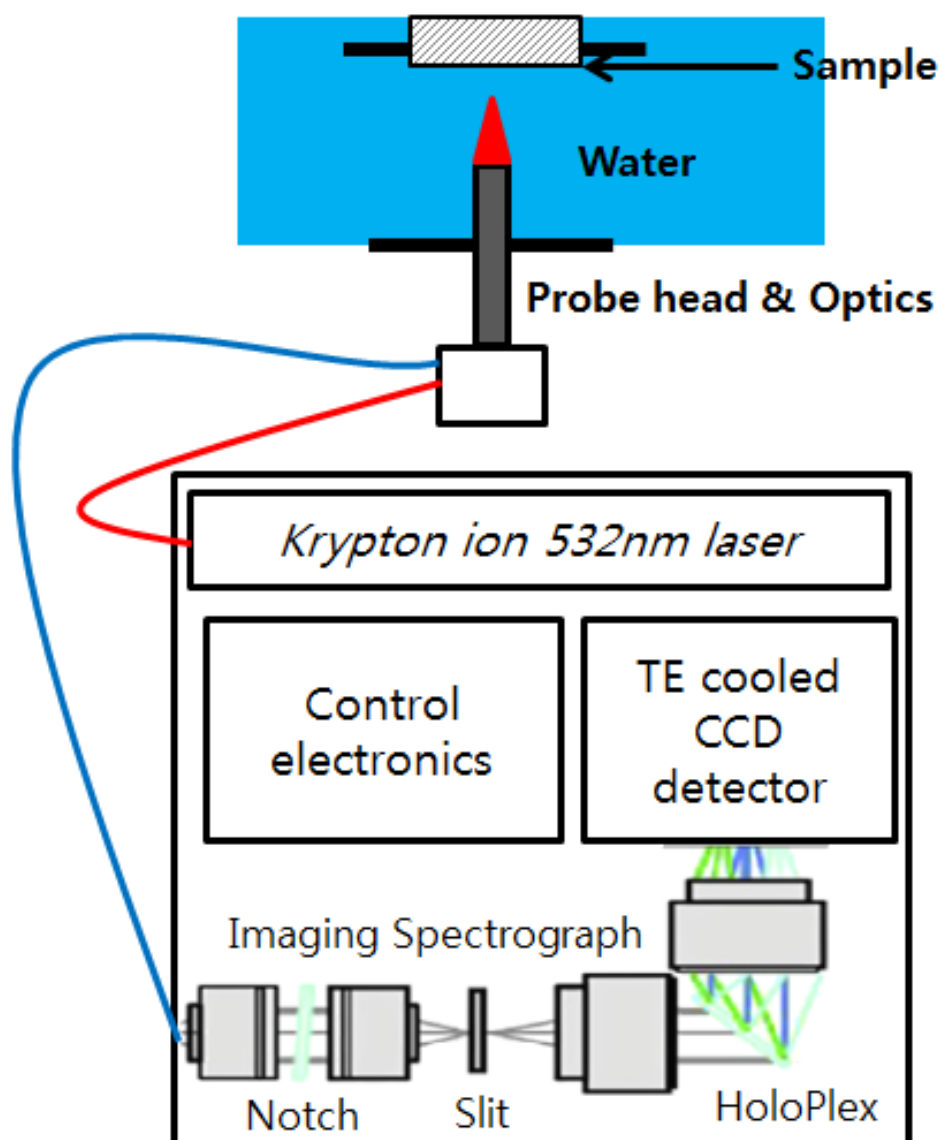 Sample
Water
Probe head & Optics
Krypton ion 532nm laser
Control
electronics
TE cooled
CCD
detector
Imaging Spectrograph
Notch
Slit
HoloPlex